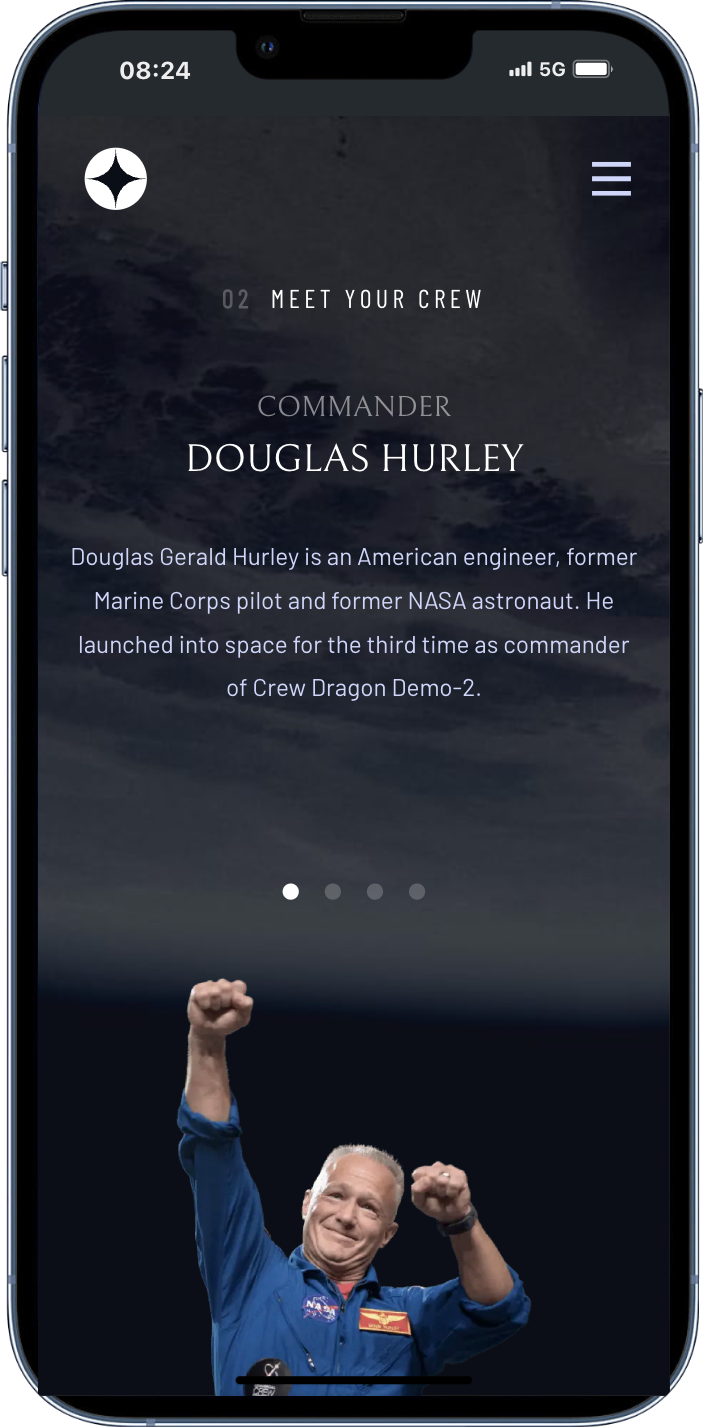 08:24
5G
02 MEET YOUR CREW
COMMANDER
DOUGLAS HURLEY
Douglas Gerald Hurley is an American engineer, former
Marine Corps pilot and former NASA astronaut. He
launched into space for the third time as commander
of Crew Dragon Demo-2.
NASA